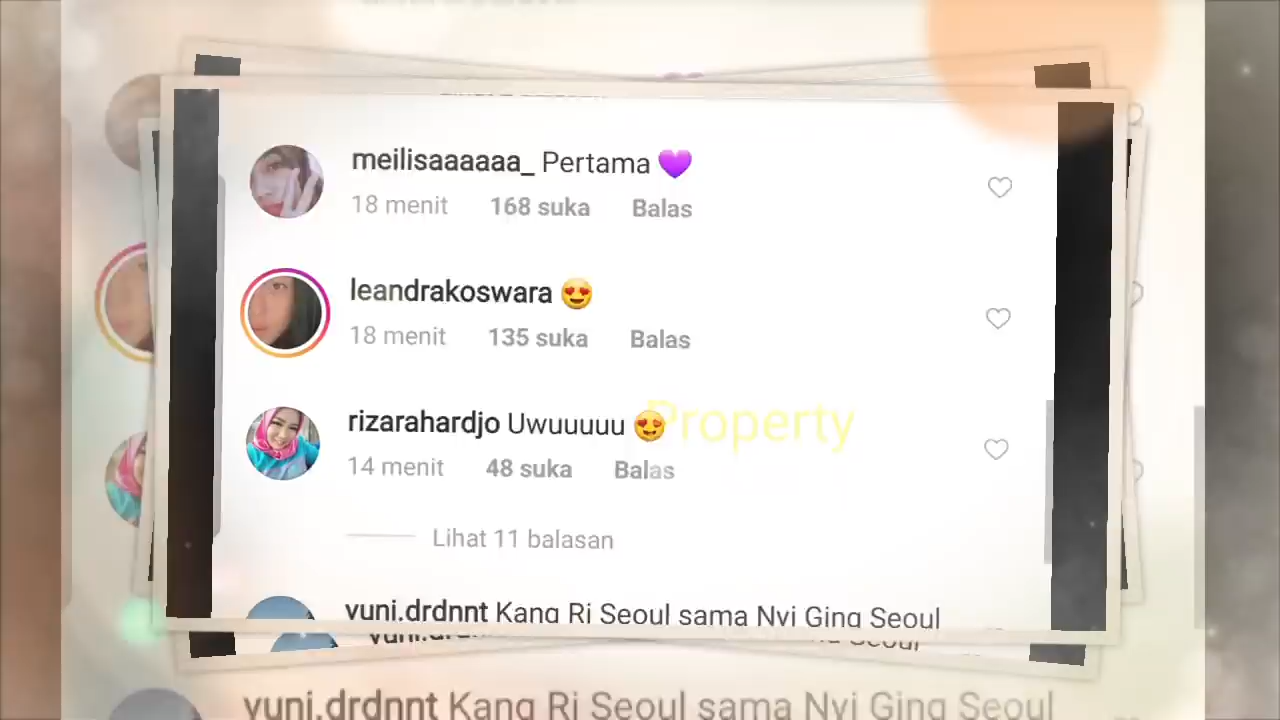 meilisaaaaaa_ Pertama 💜
18 menit 168 suka Balas
leandrakoswara 😍
18 menit 135 suka Balas
rizarahardjo Uwuuuuu 😍
Property
14 menit 48 suka Balas
Lihat 11 balasan
yuni.drdnnt Kang Ri Seoul sama Nyi Ging Seoul
yuni.drdnnt Kang Ri Seoul sama Nyi Ging Seoul